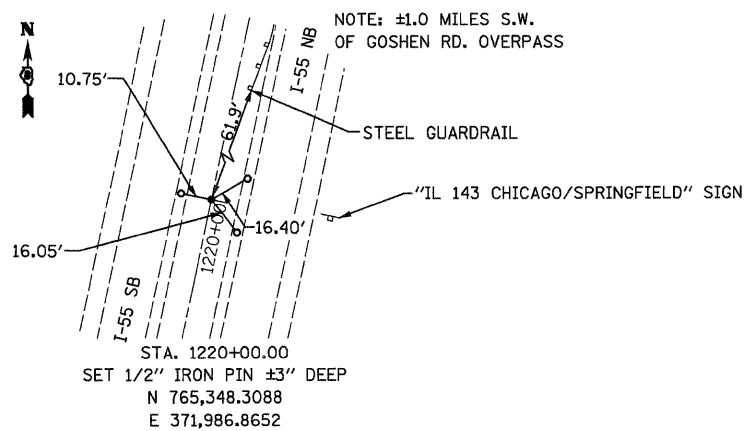 NOTE: ±1.0 MILES S.W.
OF GOSHEN RD. OVERPASS
N
I-55 NB
10.75'
61.9'
STEEL GUARDRAIL
"IL 143 CHICAGO/SPRINGFIELD" SIGN
16.40'
16.05'
1220+00
I-55 SB
STA. 1220+00.00
SET 1/2" IRON PIN ±3" DEEP
N 765,348.3088
E 371,986.8652